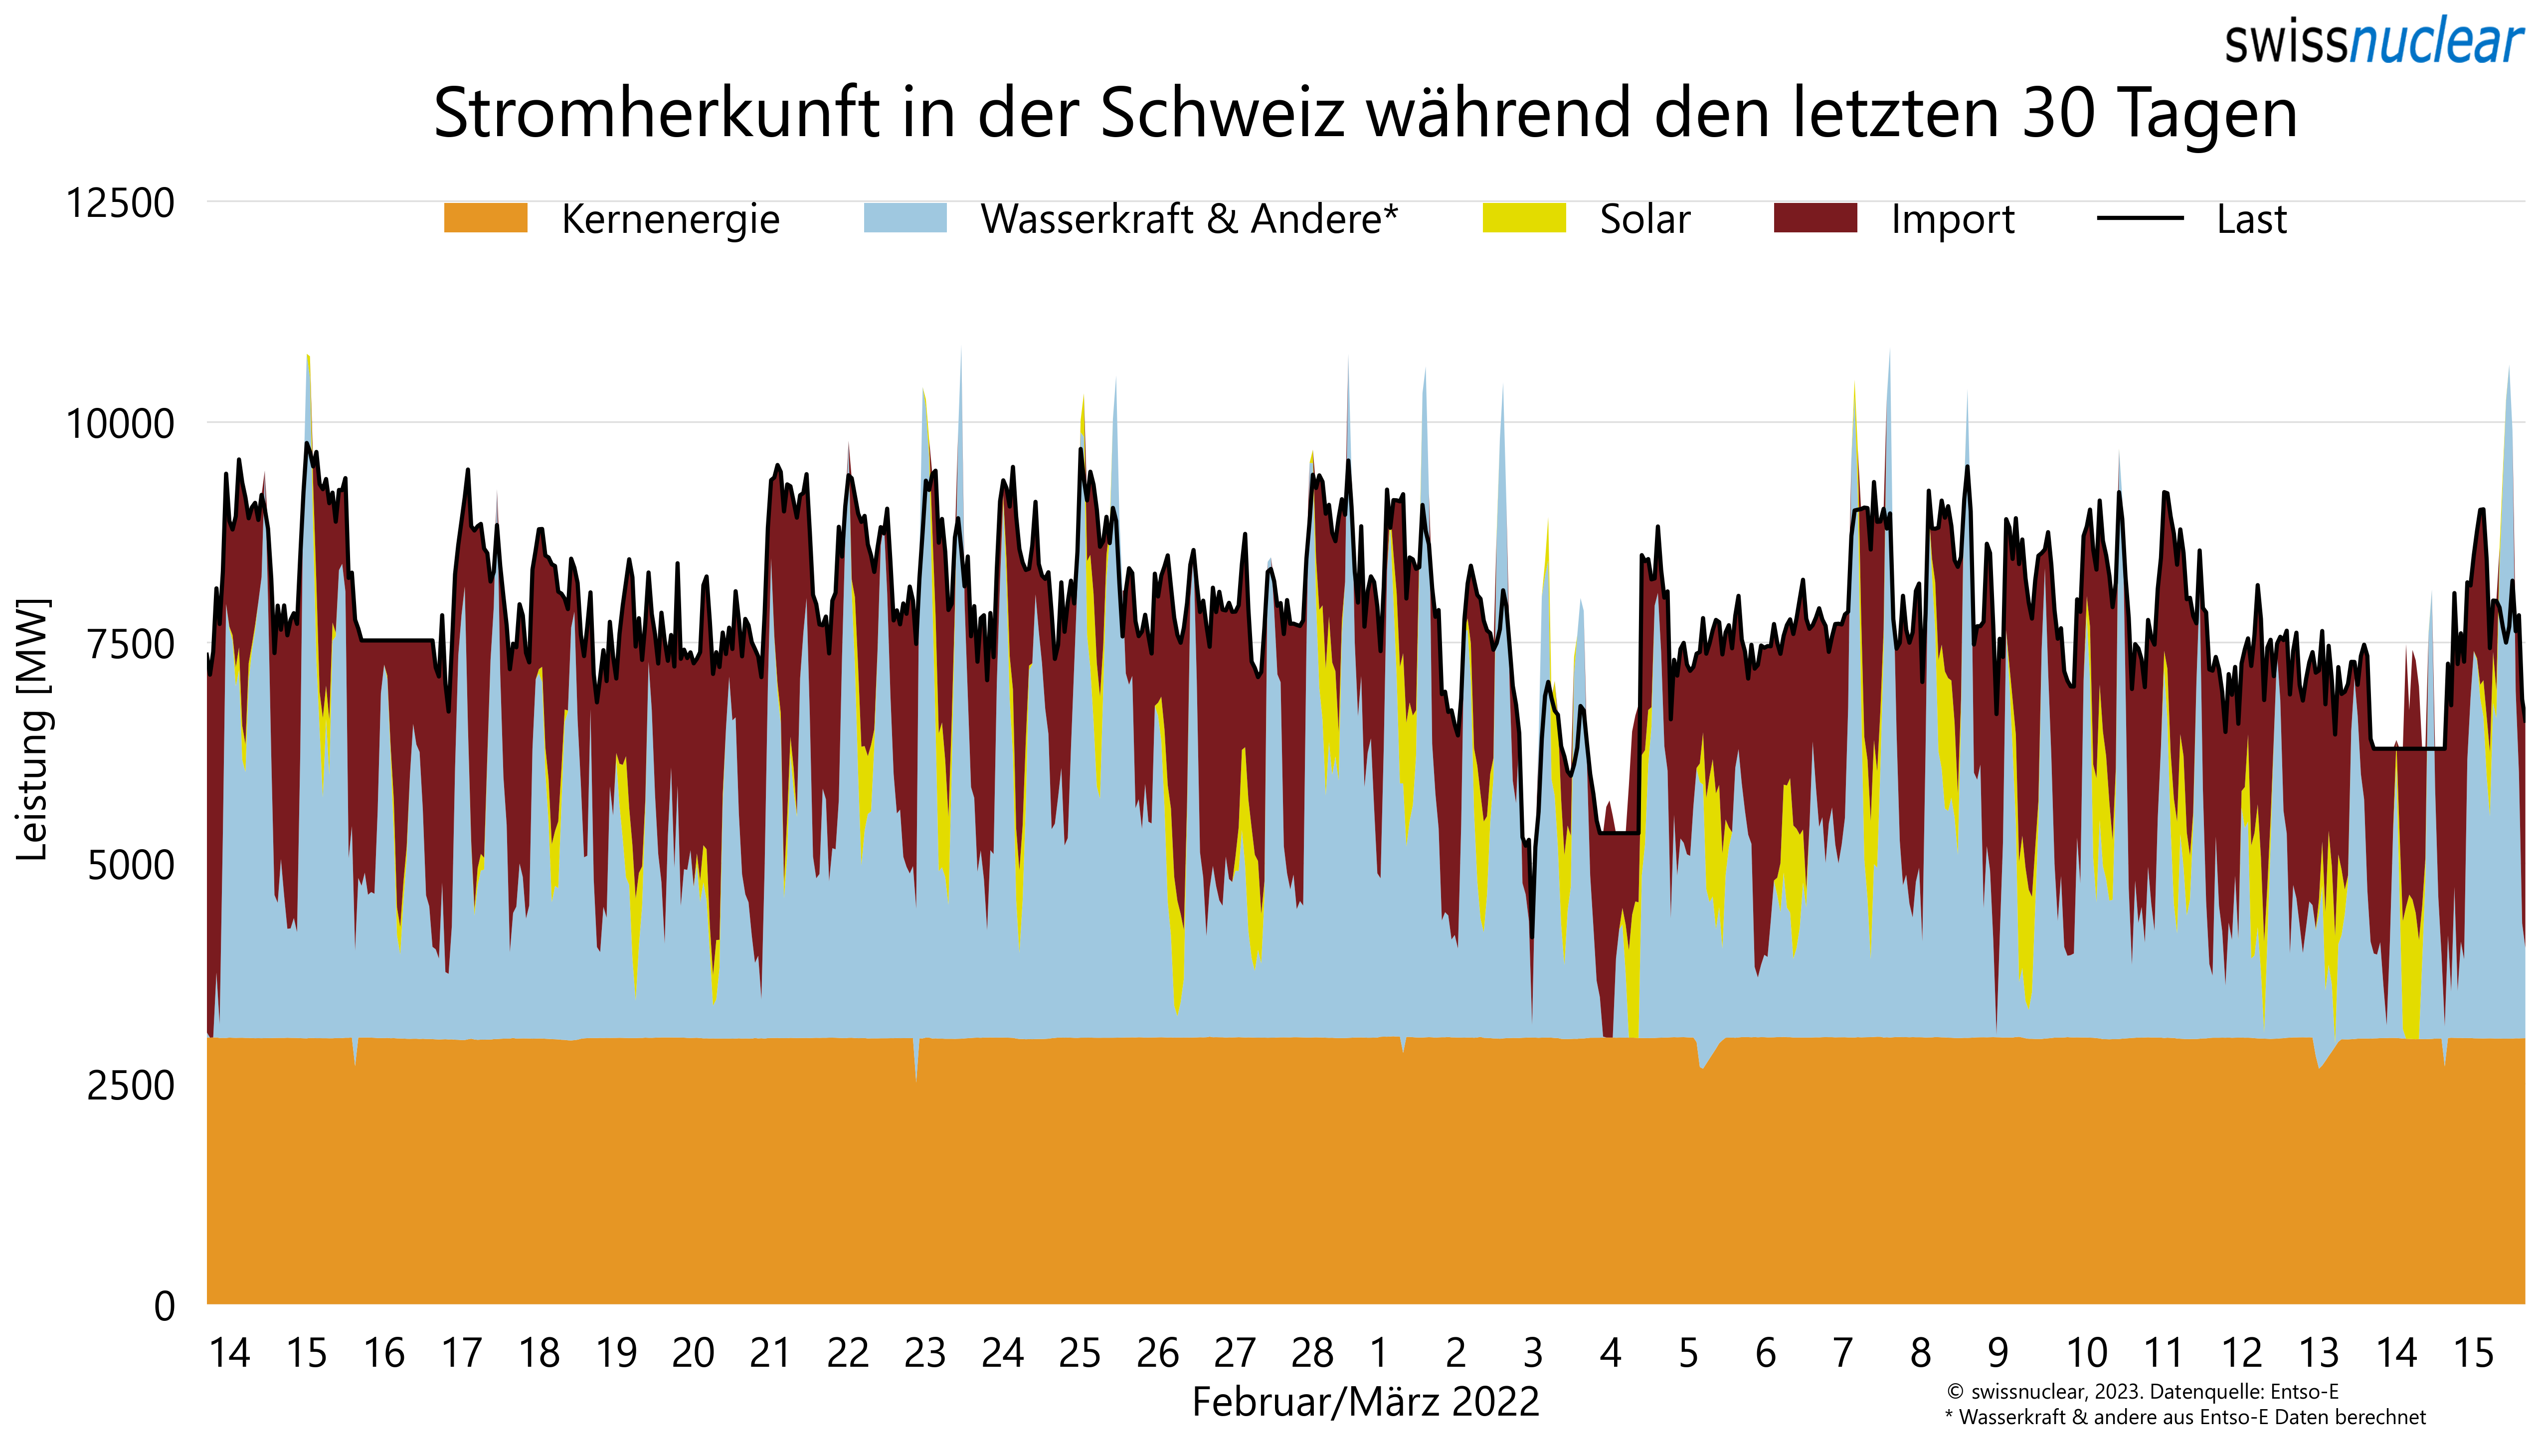 swissnuclear
Stromherkunft in der Schweiz während den letzten 30 Tagen
Kernenergie Wasserkraft & Andere* Solar Import Last
Leistung [MW]
12500
10000
7500
5000
2500
0
14 15 16 17 18 19 20 21 22 23 24 25 26 27 28 1 2 3 4 5 6 7 8 9 10 11 12 13 14 15
Februar/März 2022
© swissnuclear, 2023. Datenquelle: Entso-E
* Wasserkraft & andere aus Entso-E Daten berechnet